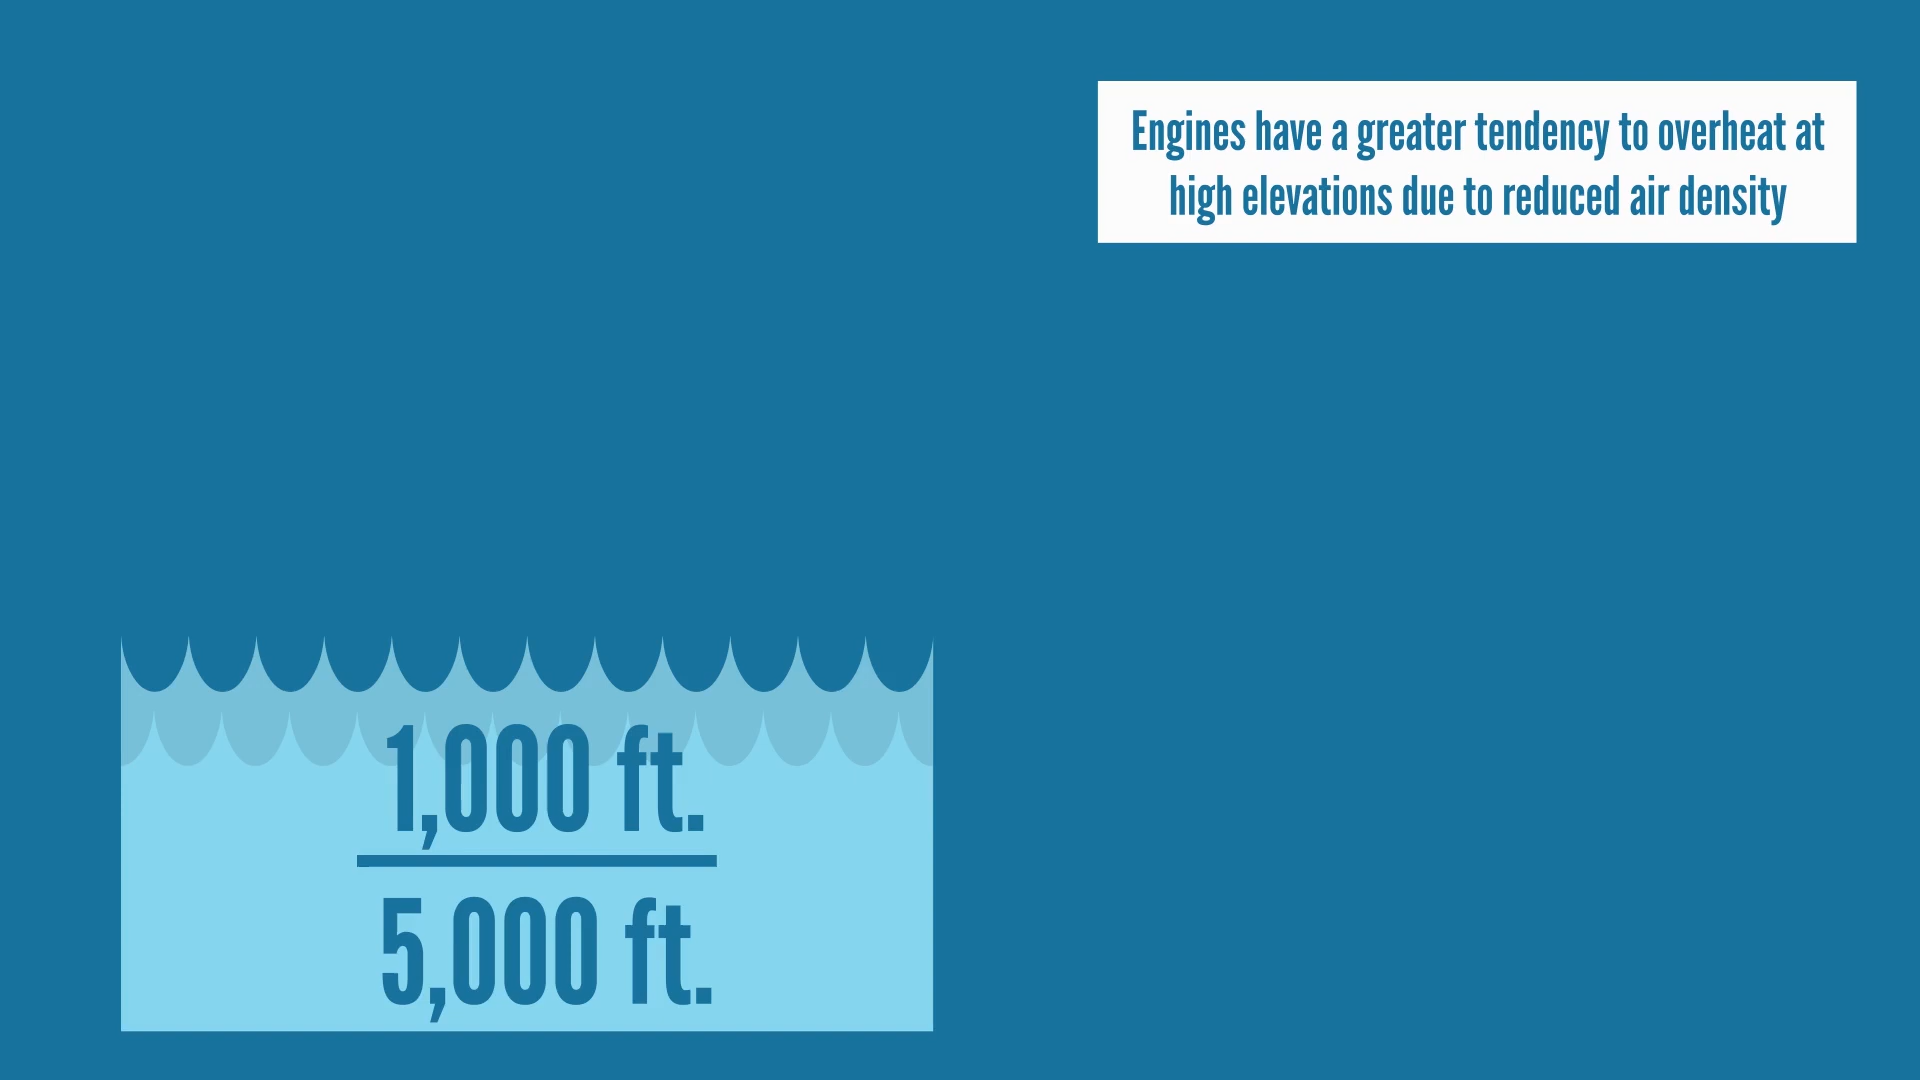 Engines have a greater tendency to overheat at
high elevations due to reduced air density
1,000 ft.
5,000 ft.